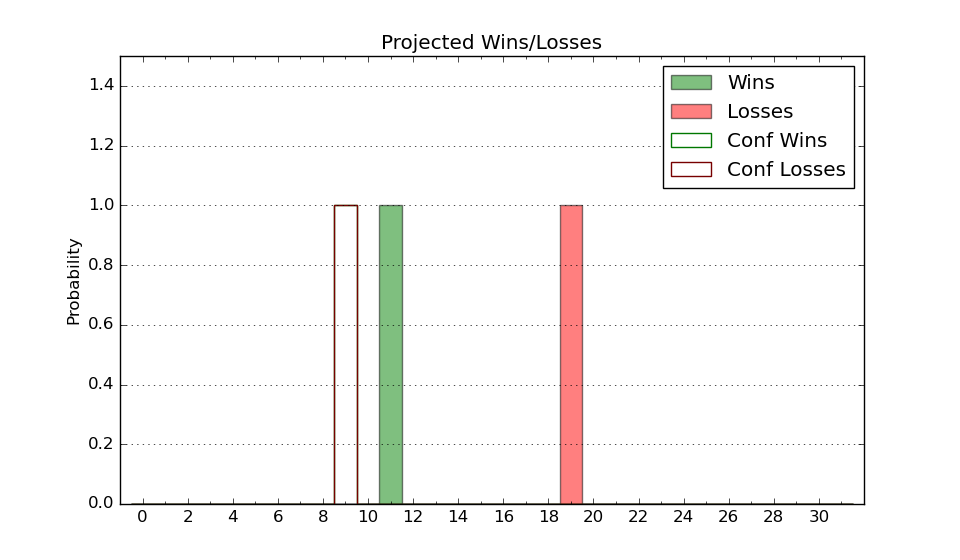 Projected Wins/Losses
Wins
Losses
Conf Wins
Conf Losses
Probability
1.4
1.2
1.0
0.8
0.6
0.4
0.2
0.0
0 2 4 6 8 10 12 14 16 18 20 22 24 26 28 30